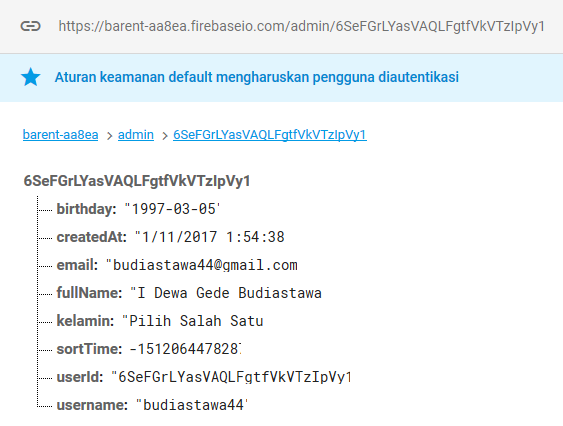 https://barent-aa8ea.firebaseio.com/admin/6SeFGrLYasVAQLFgtfVkVTzIpVy1
Aturan keamanan default mengharuskan pengguna diautentikasi
barent-aa8ea > admin > 6SeFGrLYasVAQLFgtfVkVTzIpVy1
6SeFGrLYasVAQLFgtfVkVTzIpVy1
birthday: "1997-03-05'
createdAt: "1/11/2017 1:54:38
email: "budiastawa44@gmail.com
fullName: "I Dewa Gede Budiastawa
kelamin: "Pilih Salah Satu
sortTime: -1512064478287
userId: "6SeFGrLYasVAQLFgtfVkVTzIpVy1
username: "budiastawa44'